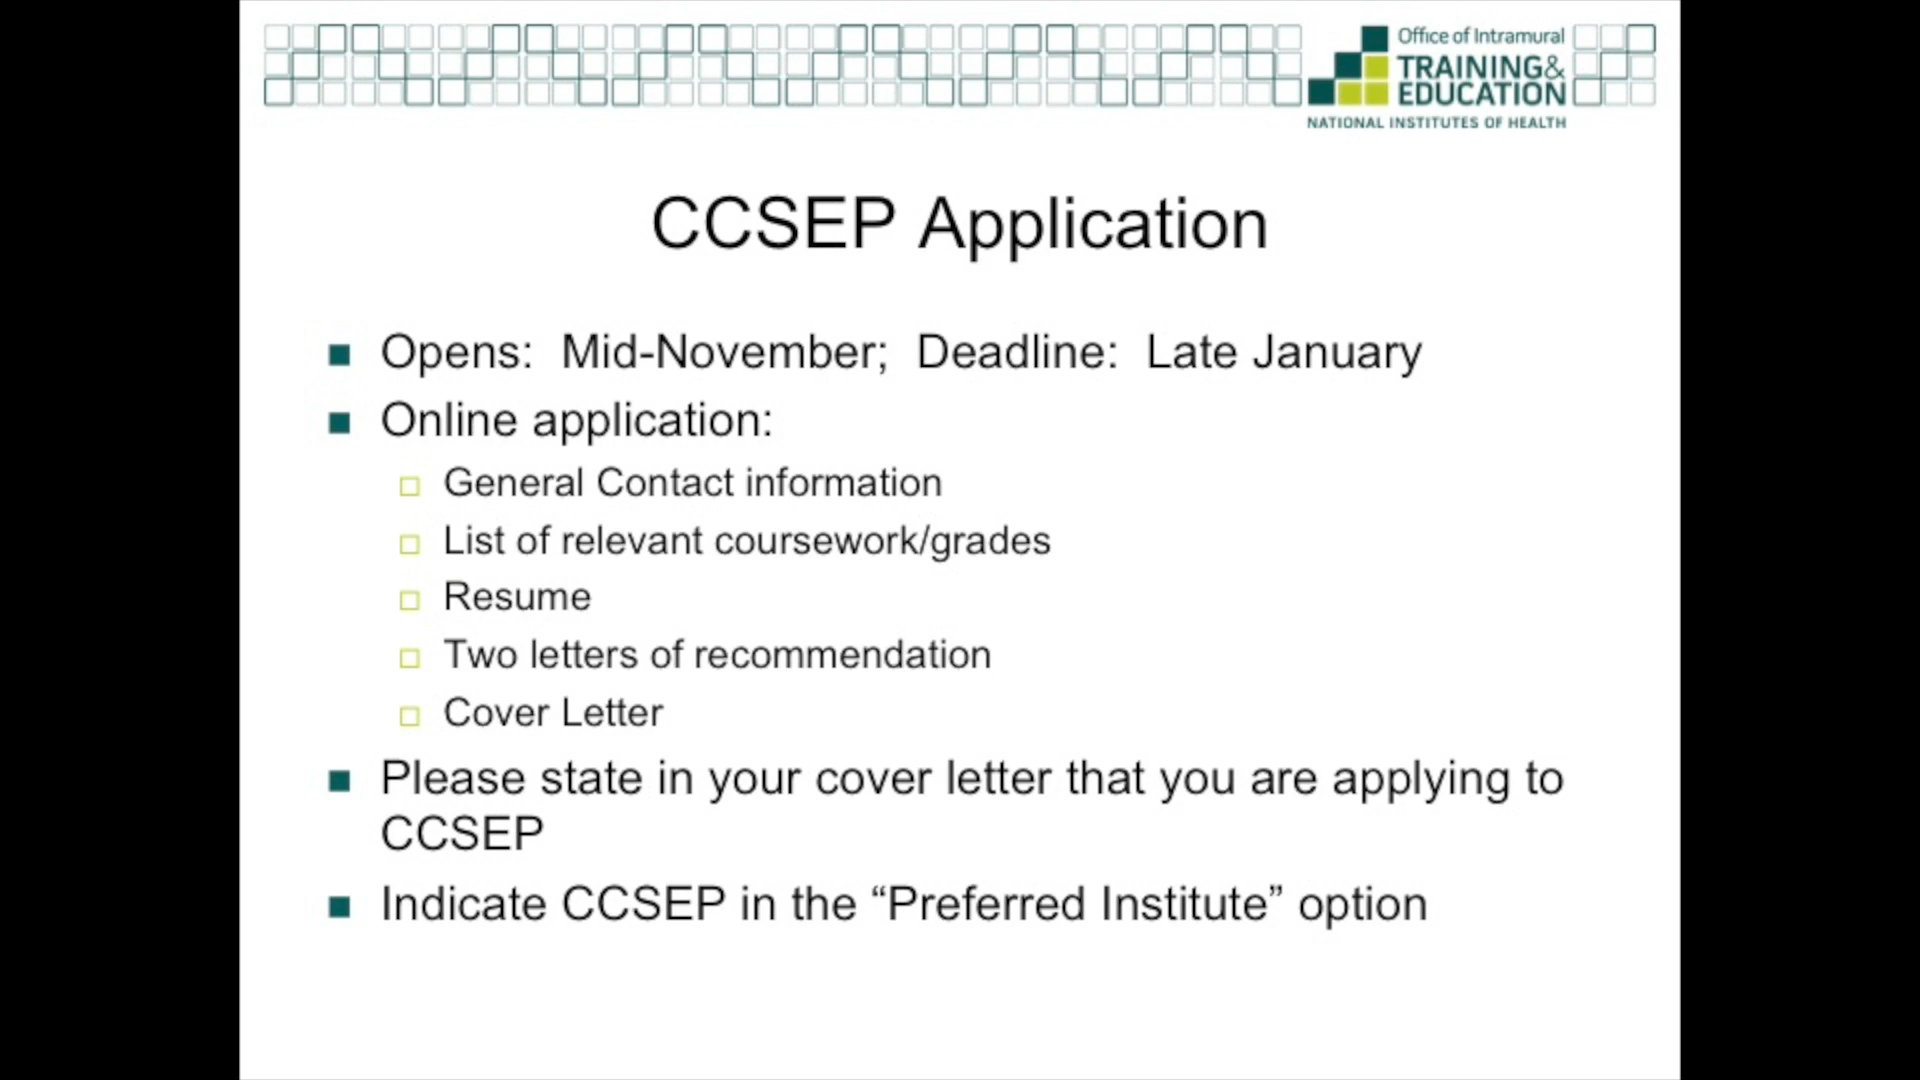 Office of Intramural
TRAINING&
EDUCATION
NATIONAL INSTITUTES OF HEALTH
CCSEP Application
Opens: Mid-November; Deadline: Late January
Online application:
General Contact information
List of relevant coursework/grades
Resume
Two letters of recommendation
Cover Letter
Please state in your cover letter that you are applying to
CCSEP
Indicate CCSEP in the “Preferred Institute” option